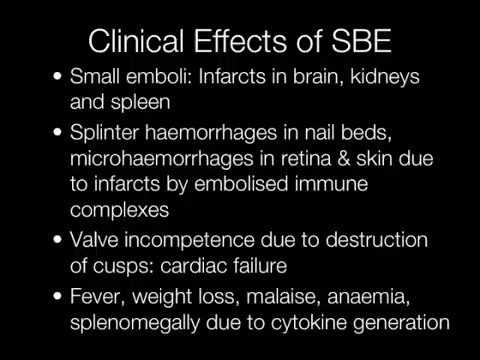 Clinical Effects of SBE
• Small emboli: Infarcts in brain, kidneys
and spleen
• Splinter haemorrhages in nail beds,
microhaemorrhages in retina & skin due
to infarcts by embolised immune
complexes
• Valve incompetence due to destruction
of cusps: cardiac failure
• Fever, weight loss, malaise, anaemia,
splenomegally due to cytokine generation